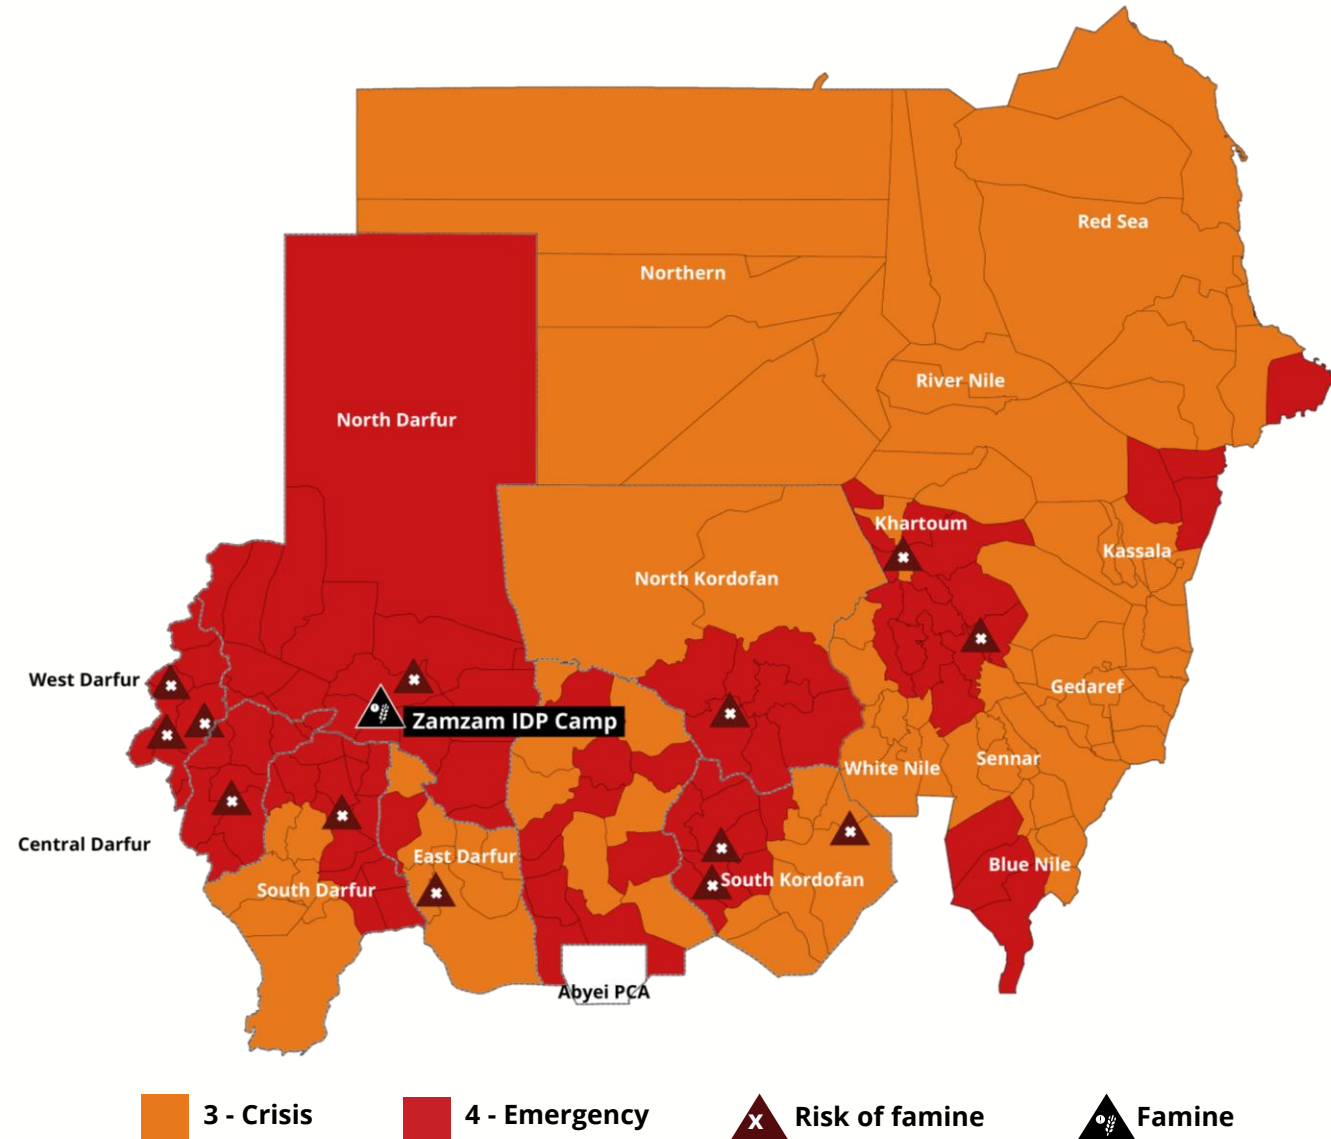 Red Sea
Northern
River Nile
North Darfur
Khartoum
Kassala
North Kordofan
West Darfur
Gedaref
Zamzam IDP Camp
Sennar
White Nile
Central Darfur
East Darfur
Blue Nile
South Darfur
South Kordofan
Abyei PCA
3 - Crisis
4 - Emergency
x
Risk of famine
Famine